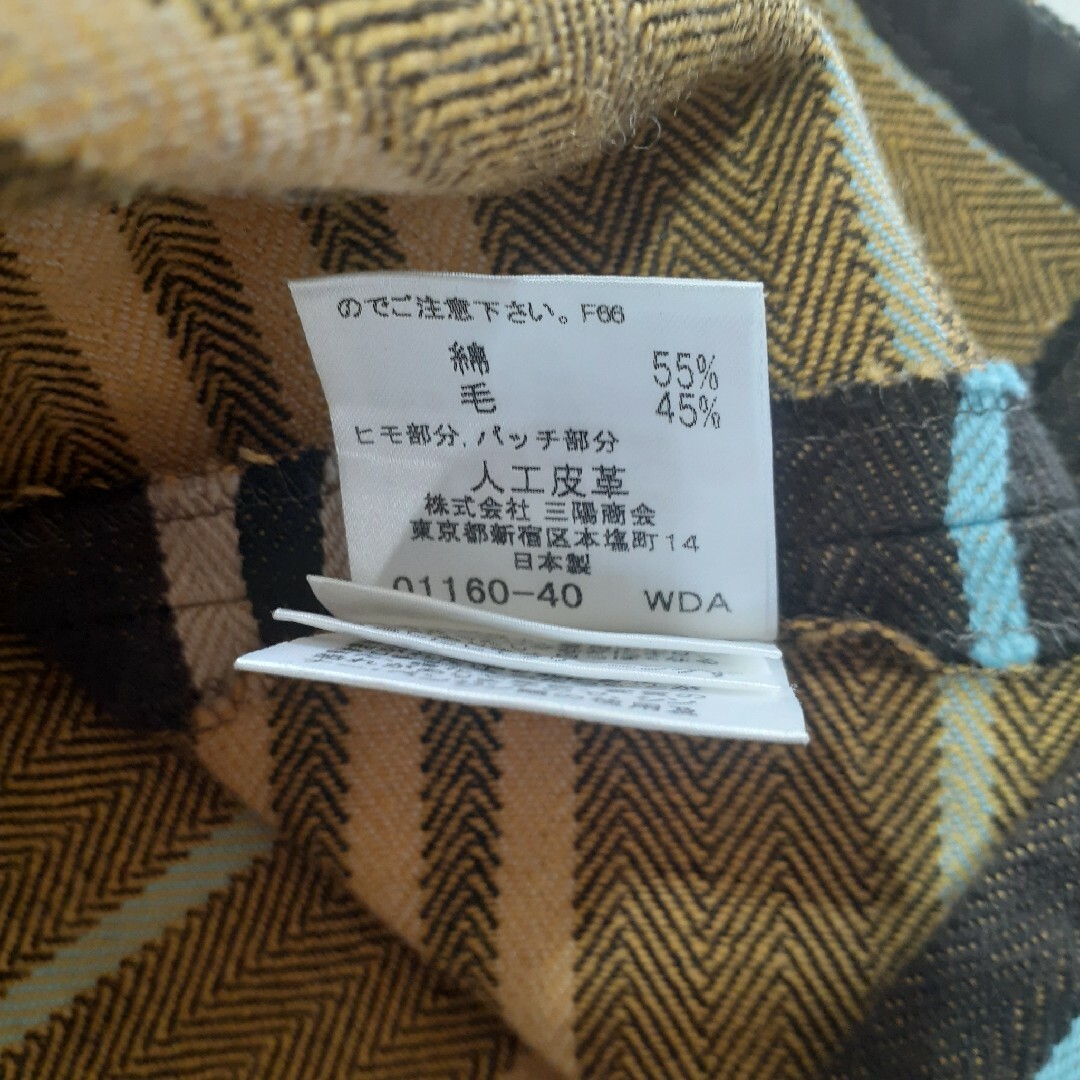 のでご注意下さい。F66
綿 55%
毛 45%
ヒモ部分.パッチ部分
人工皮革
株式会社 三陽商会
東京都新宿区本塩町14
日本製
01160-40 WDA